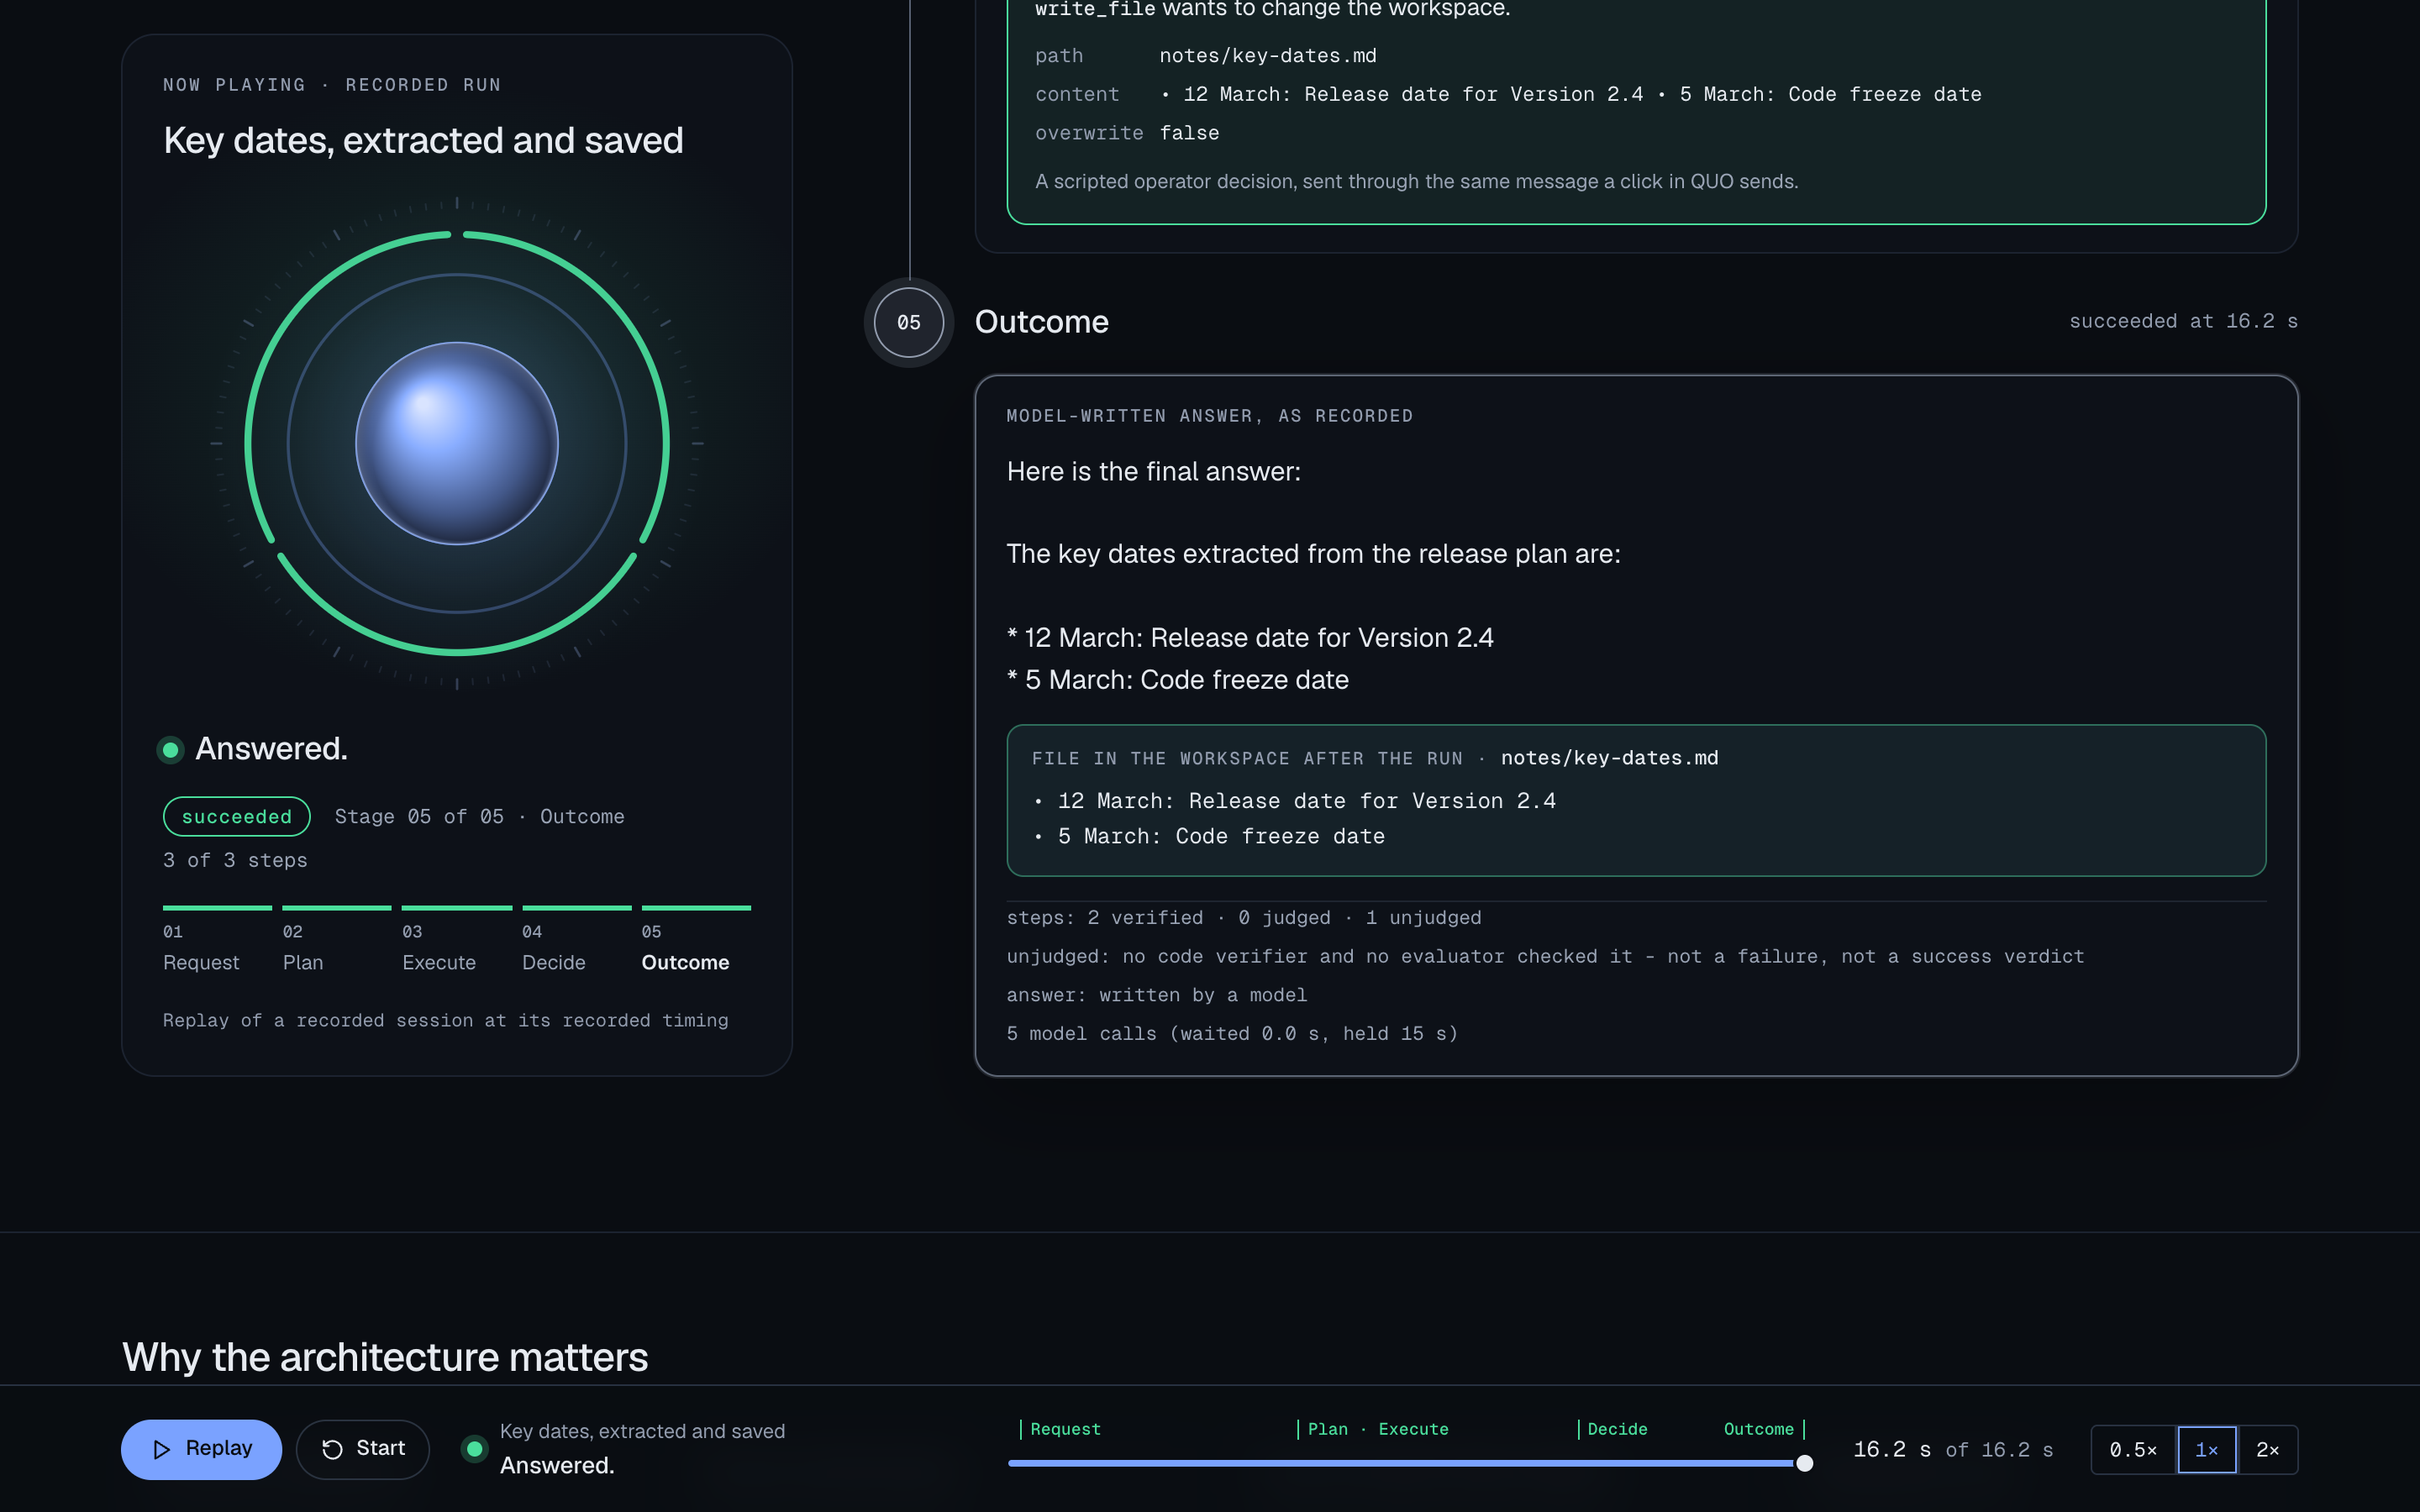 NOW PLAYING · RECORDED RUN
Key dates, extracted and saved
Answered.
succeeded Stage 05 of 05 · Outcome
3 of 3 steps
01 02 03 04 05
Request Plan Execute Decide Outcome
Replay of a recorded session at its recorded timing
write_file wants to change the workspace.
path notes/key-dates.md
content • 12 March: Release date for Version 2.4 • 5 March: Code freeze date
overwrite false
A scripted operator decision, sent through the same message a click in QUO sends.
05 Outcome succeeded at 16.2 s
MODEL-WRITTEN ANSWER, AS RECORDED
Here is the final answer:
The key dates extracted from the release plan are:
* 12 March: Release date for Version 2.4
* 5 March: Code freeze date
FILE IN THE WORKSPACE AFTER THE RUN · notes/key-dates.md
• 12 March: Release date for Version 2.4
• 5 March: Code freeze date
steps: 2 verified · 0 judged · 1 unjudged
unjudged: no code verifier and no evaluator checked it - not a failure, not a success verdict
answer: written by a model
5 model calls (waited 0.0 s, held 15 s)
Why the architecture matters
Replay Start
Key dates, extracted and saved
Answered.
Request Plan · Execute Decide Outcome
16.2 s of 16.2 s
0.5× 1× 2×